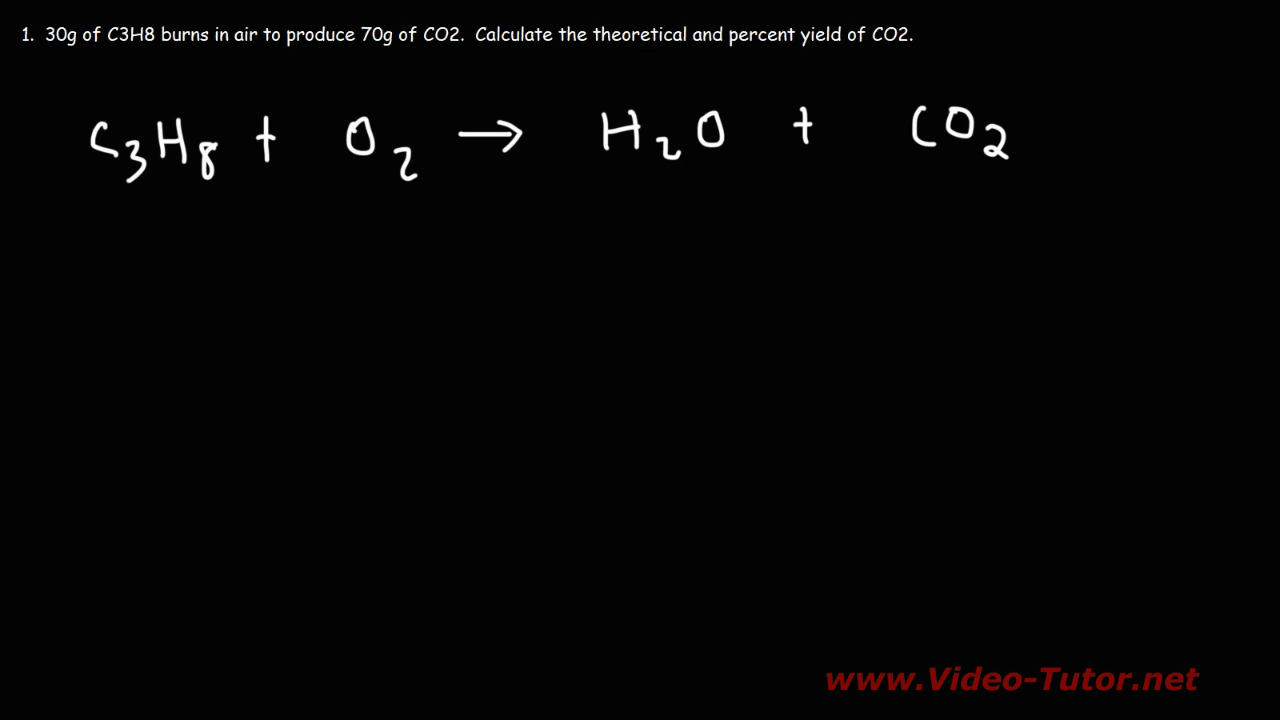 1. 30g of C3H8 burns in air to produce 70g of CO2. Calculate the theoretical and percent yield of CO2.
C₃H₈ + O₂ → H₂O + CO₂
www.Video-Tutor.net